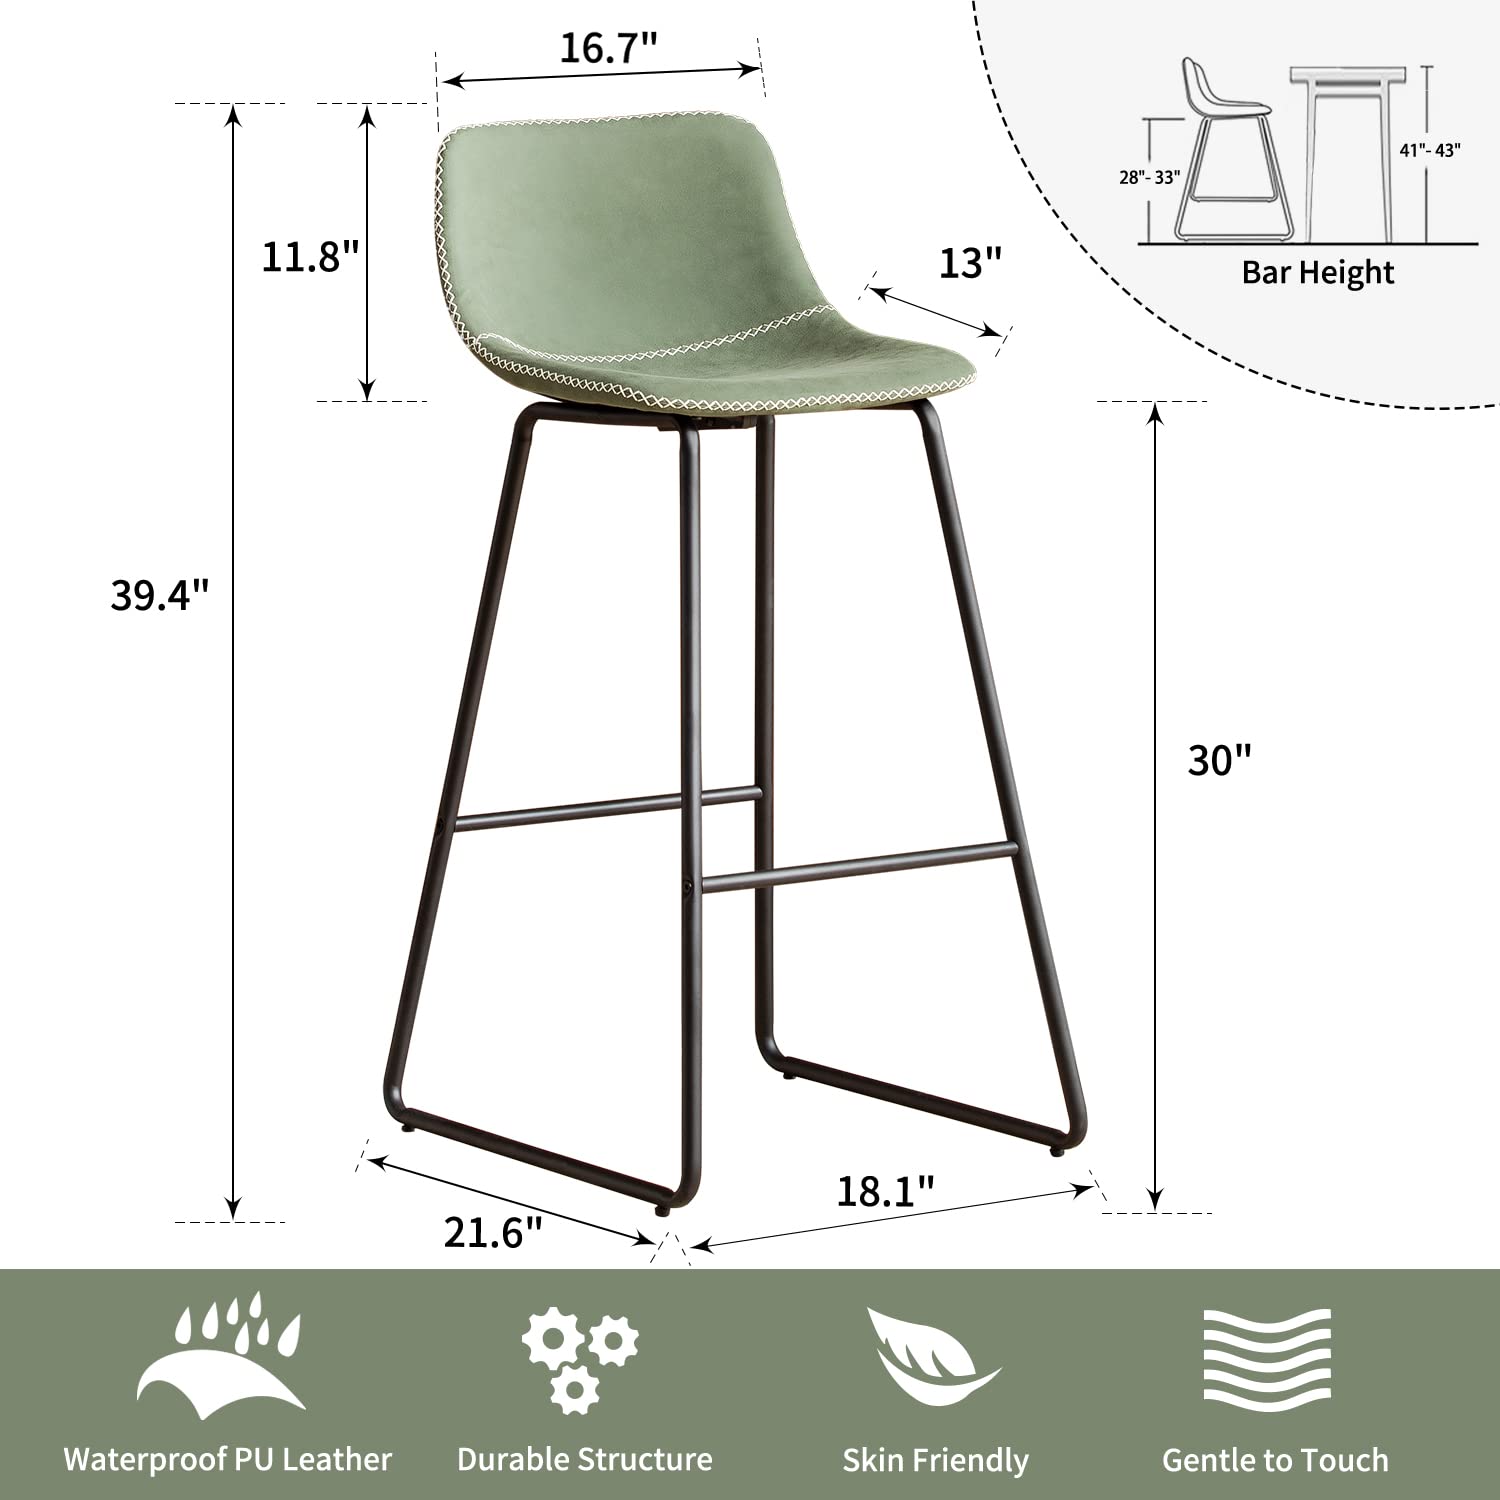 16.7"
11.8"
13"
39.4"
30"
21.6"
18.1"
28"- 33"
41"- 43"
Bar Height
Waterproof PU Leather
Durable Structure
Skin Friendly
Gentle to Touch